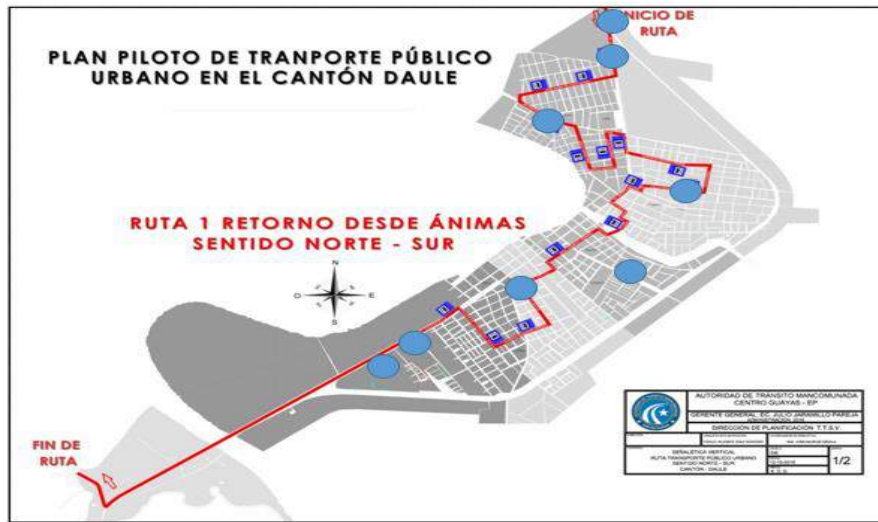 NICIO DE
RUTA
PLAN PILOTO DE TRANPORTE PÚBLICO
URBANO EN EL CANTÓN DAULE
RUTA 1 RETORNO DESDE ÁNIMAS
SENTIDO NORTE - SUR
N
O E
S
FIN DE
RUTA
AUTORIDAD DE TRÁNSITO MANCOMUNADA
CENTRO GUAYAS - EP
GERENTE GENERAL: EC. JULIO JARAMILLO PAREJA
DIRECCIÓN DE PLANIFICACIÓN T.T.S.V.
SEÑALÉTICA VERTICAL
RUTA TRANSPORTE PÚBLICO URBANO
SENTIDO NORTE - SUR
CANTÓN - DAULE
1/2